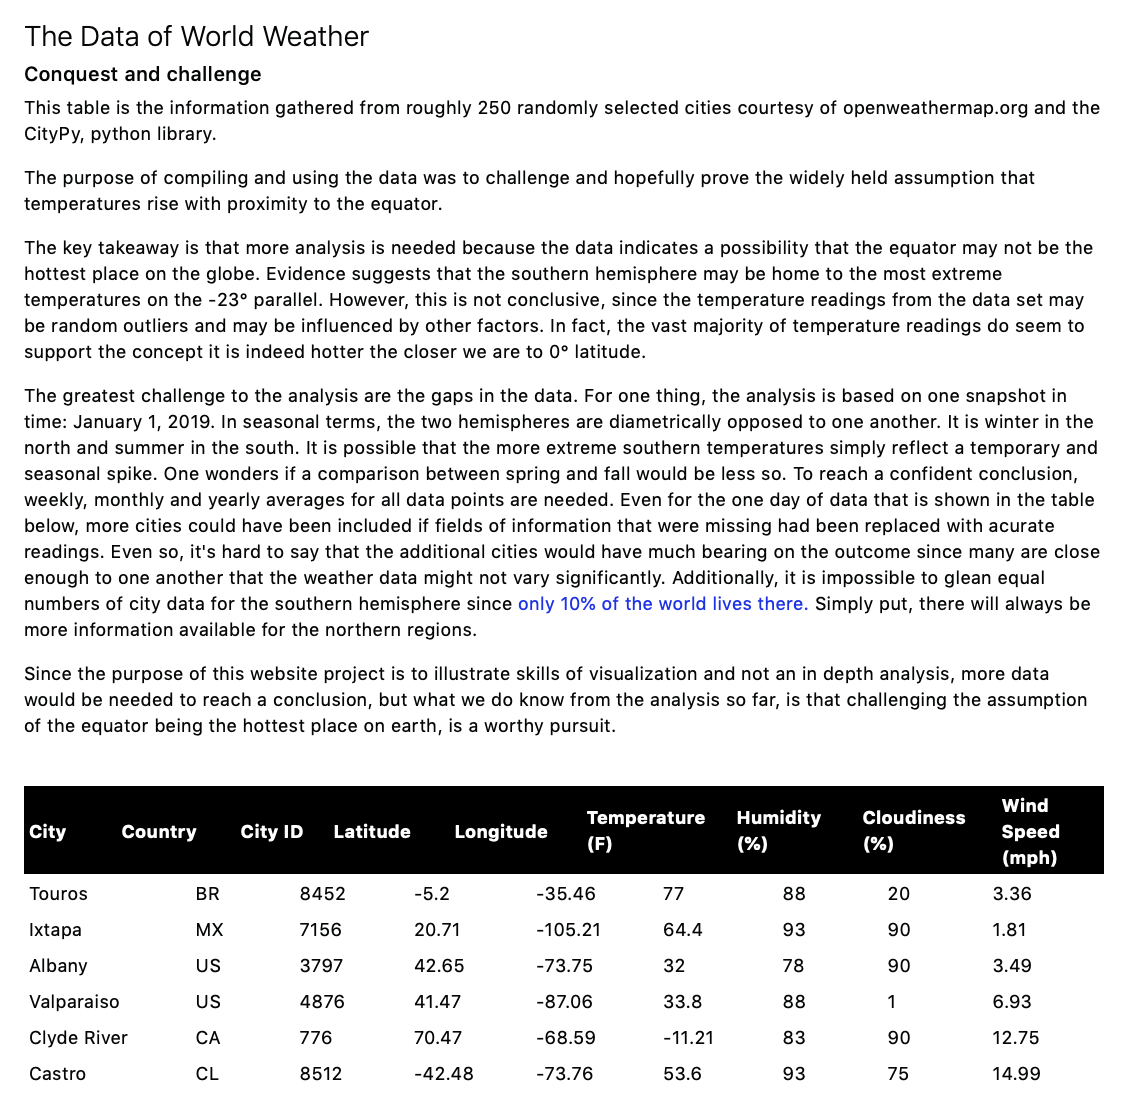 The Data of World Weather
Conquest and challenge
This table is the information gathered from roughly 250 randomly selected cities courtesy of openweathermap.org and the
CityPy, python library.
The purpose of compiling and using the data was to challenge and hopefully prove the widely held assumption that
temperatures rise with proximity to the equator.
The key takeaway is that more analysis is needed because the data indicates a possibility that the equator may not be the
hottest place on the globe. Evidence suggests that the southern hemisphere may be home to the most extreme
temperatures on the -23° parallel. However, this is not conclusive, since the temperature readings from the data set may
be random outliers and may be influenced by other factors. In fact, the vast majority of temperature readings do seem to
support the concept it is indeed hotter the closer we are to 0° latitude.
The greatest challenge to the analysis are the gaps in the data. For one thing, the analysis is based on one snapshot in
time: January 1, 2019. In seasonal terms, the two hemispheres are diametrically opposed to one another. It is winter in the
north and summer in the south. It is possible that the more extreme southern temperatures simply reflect a temporary and
seasonal spike. One wonders if a comparison between spring and fall would be less so. To reach a confident conclusion,
weekly, monthly and yearly averages for all data points are needed. Even for the one day of data that is shown in the table
below, more cities could have been included if fields of information that were missing had been replaced with acurate
readings. Even so, it's hard to say that the additional cities would have much bearing on the outcome since many are close
enough to one another that the weather data might not vary significantly. Additionally, it is impossible to glean equal
numbers of city data for the southern hemisphere since only 10% of the world lives there. Simply put, there will always be
more information available for the northern regions.
Since the purpose of this website project is to illustrate skills of visualization and not an in depth analysis, more data
would be needed to reach a conclusion, but what we do know from the analysis so far, is that challenging the assumption
of the equator being the hottest place on earth, is a worthy pursuit.
City Country City ID Latitude Longitude Temperature (F) Humidity (%) Cloudiness (%) Wind Speed (mph)
Touros BR 8452 -5.2 -35.46 77 88 20 3.36
Ixtapa MX 7156 20.71 -105.21 64.4 93 90 1.81
Albany US 3797 42.65 -73.75 32 78 90 3.49
Valparaiso US 4876 41.47 -87.06 33.8 88 1 6.93
Clyde River CA 776 70.47 -68.59 -11.21 83 90 12.75
Castro CL 8512 -42.48 -73.76 53.6 93 75 14.99